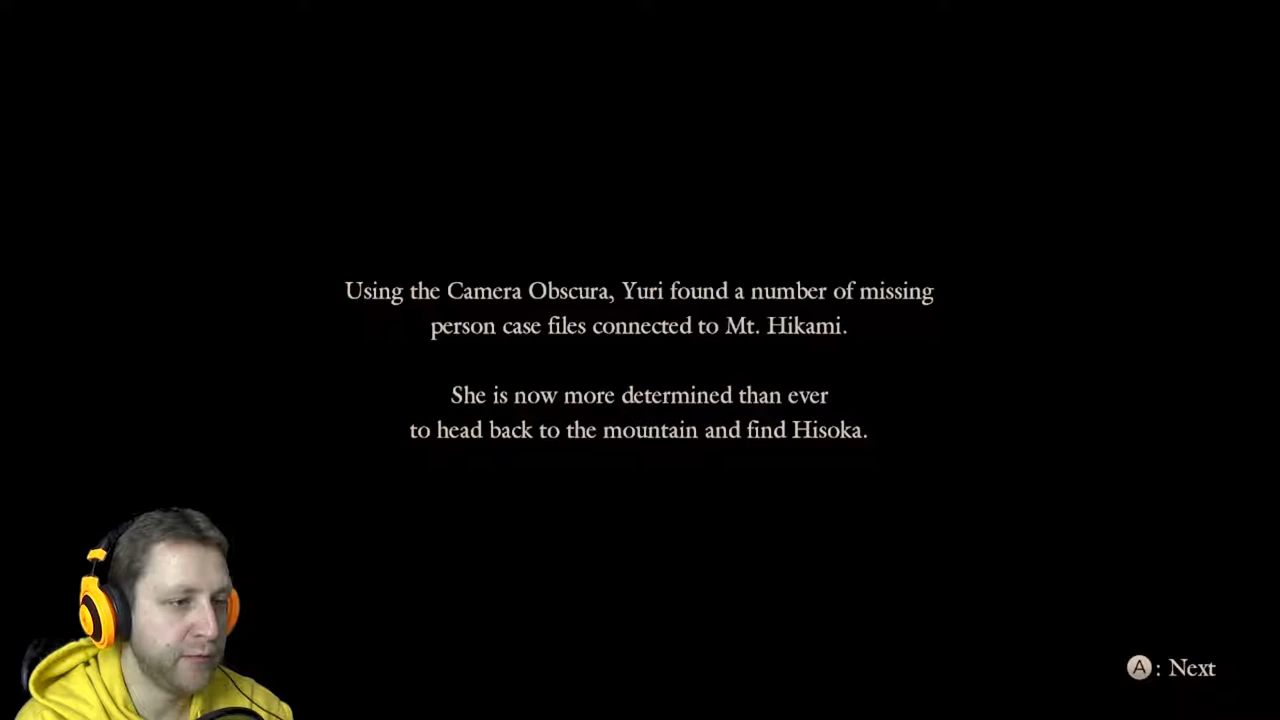 Using the Camera Obscura, Yuri found a number of missing
person case files connected to Mt. Hikami.
She is now more determined than ever
to head back to the mountain and find Hisoka.
A: Next